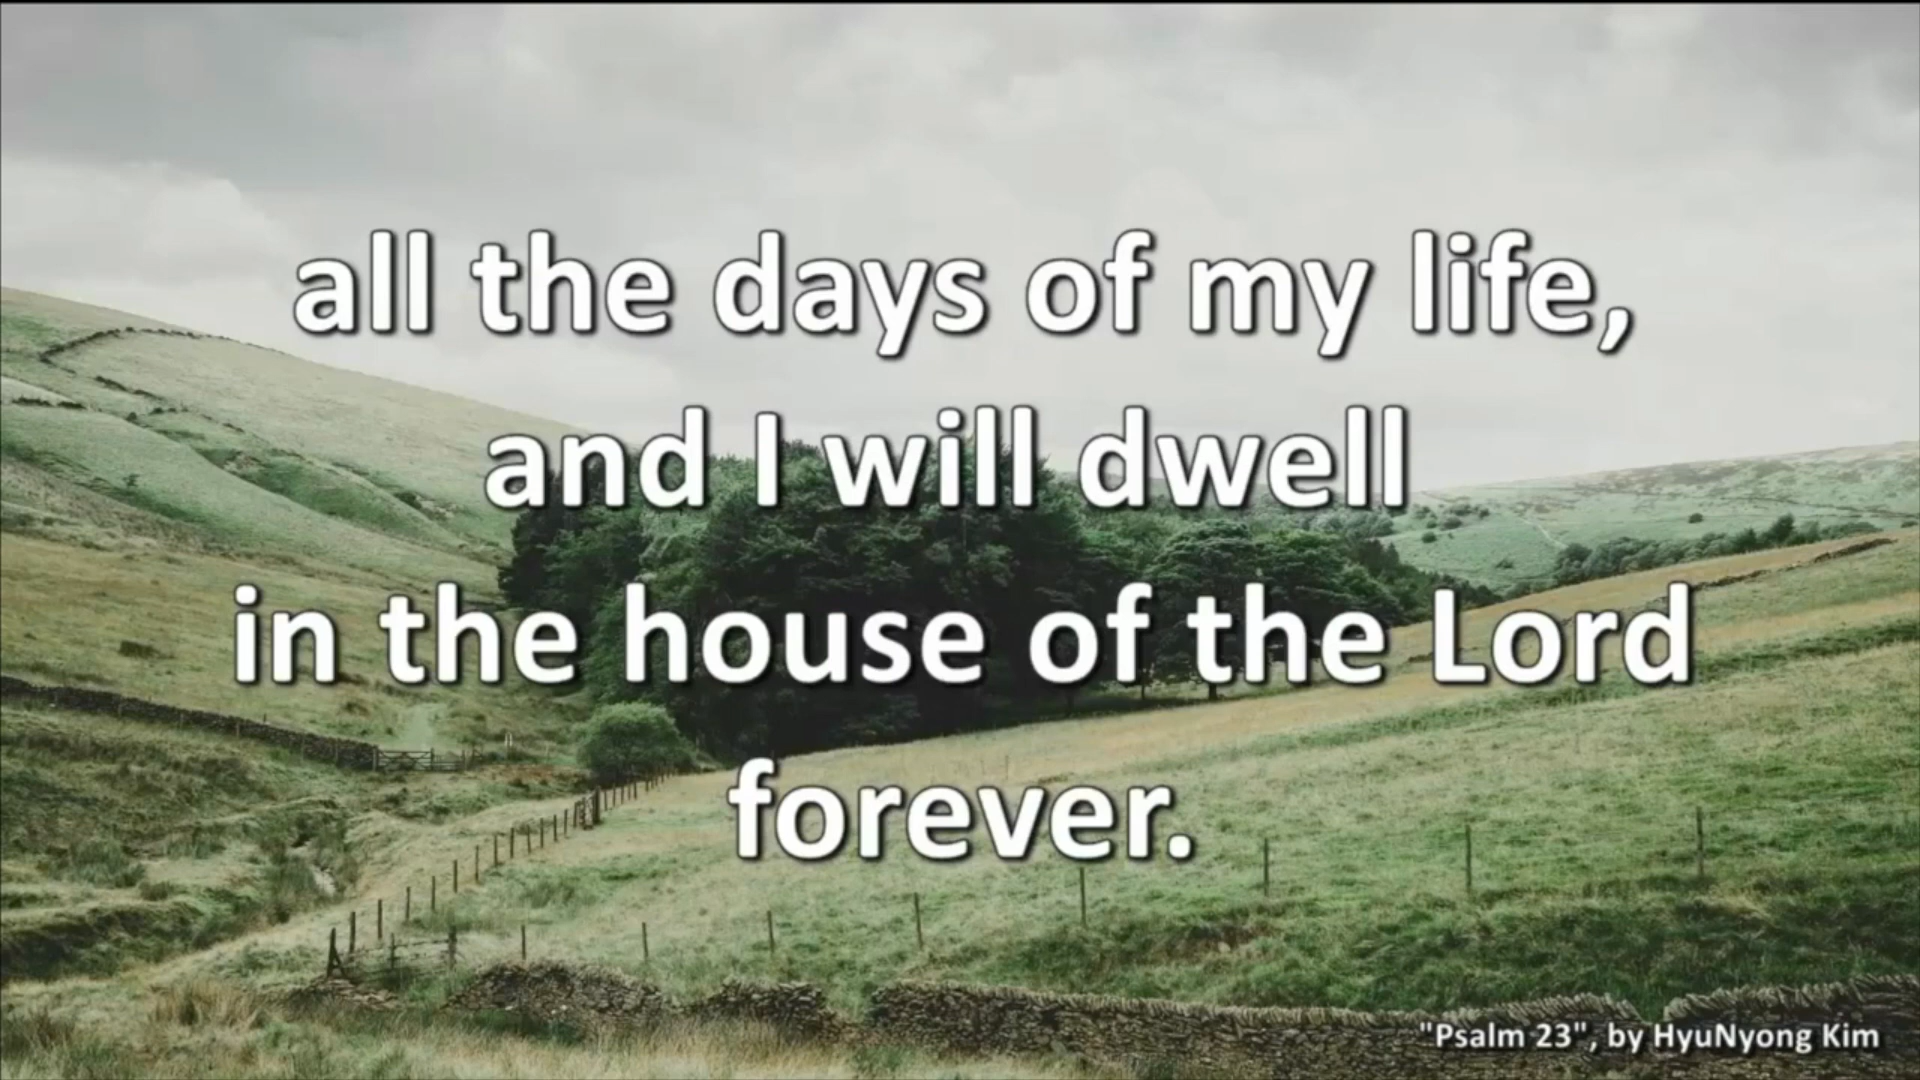 all the days of my life,
and I will dwell
in the house of the Lord
forever.
"Psalm 23", by HyuNyong Kim